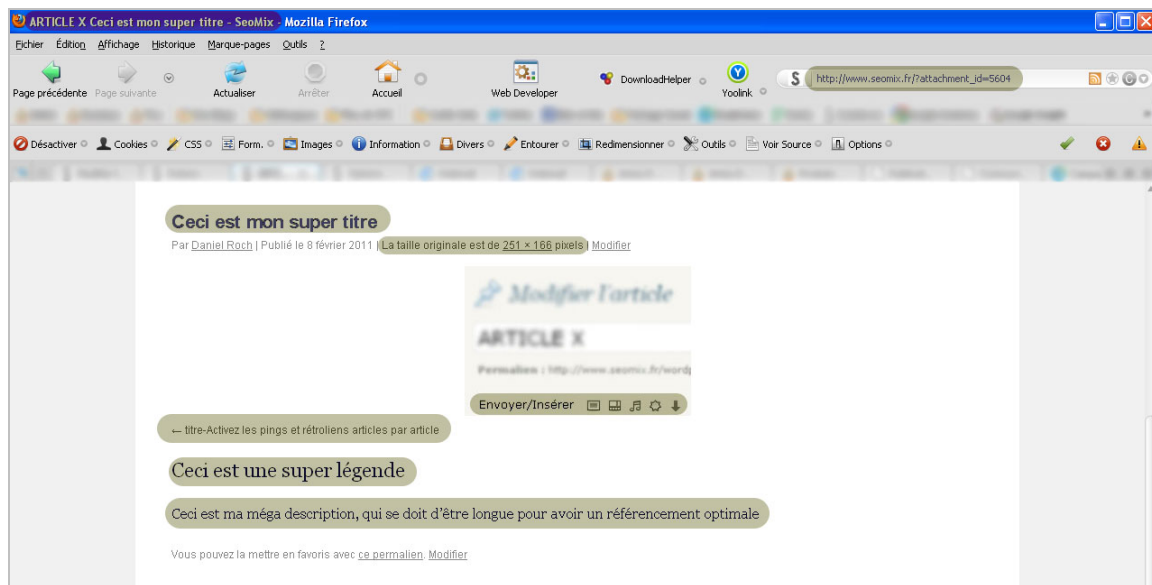 ARTICLE X Ceci est mon super titre - SeoMix - Mozilla Firefox
Fichier Édition Affichage Historique Marque-pages Outils ?
Page précédente Page suivante Actualiser Arrêter Accueil Web Developer DownloadHelper Yoolink http://www.seomix.fr/?attachment_id=5604
Désactiver Cookies CSS Form. Images Information Divers Entourer Redimensionner Outils Voir Source Options
Ceci est mon super titre
Par Daniel Roch | Publié le 8 février 2011 | La taille originale est de 251 × 166 pixels | Modifier
Modifier l'article
ARTICLE X
Permalien : http://www.seomix.fr/wordp
Envoyer/Insérer
← titre-Activez les pings et rétroliens articles par article
Ceci est une super légende
Ceci est ma méga description, qui se doit d'être longue pour avoir un référencement optimale
Vous pouvez la mettre en favoris avec ce permalien. Modifier